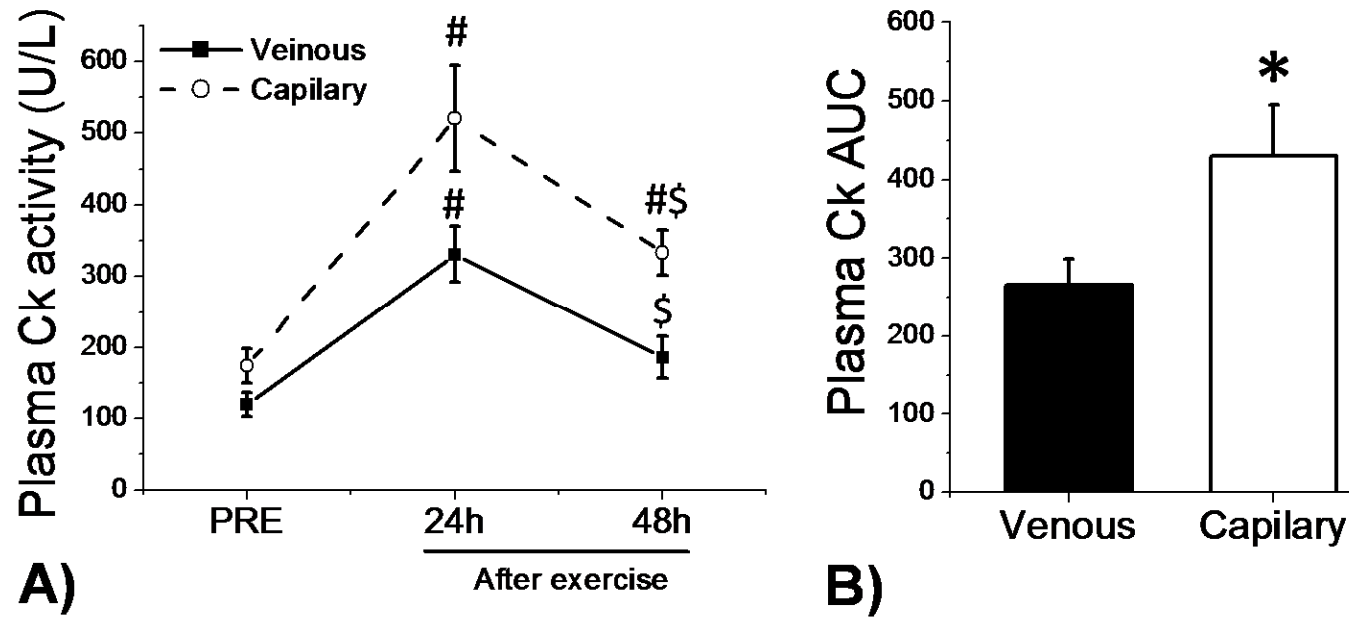 Plasma Ck activity (U/L)
600
500
400
300
200
100
0
Veinous
Capilary
#
#
#$
$
PRE
24h
48h
After exercise
A)
Plasma Ck AUC
600
500
400
300
200
100
0
*
Venous
Capilary
B)